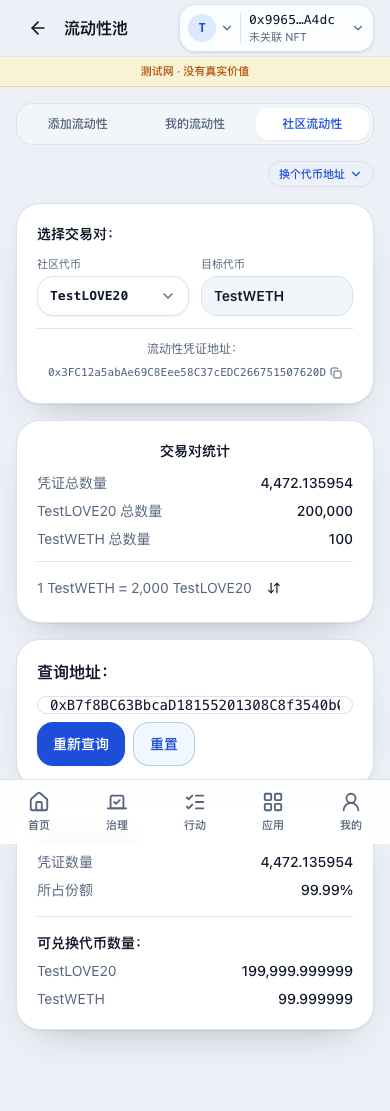 流动性池
T
0x9965…A4dc
未关联 NFT
测试网 · 没有真实价值
添加流动性
我的流动性
社区流动性
换个代币地址
选择交易对：
社区代币
目标代币
TestLOVE20
TestWETH
流动性凭证地址：
0x3FC12a5abAe69C8Eee58C37cEDC266751507620D
交易对统计
凭证总数量
4,472.135954
TestLOVE20 总数量
200,000
TestWETH 总数量
100
1 TestWETH = 2,000 TestLOVE20
查询地址：
0xB7f8BC63BbcaD18155201308C8f3540b0
重新查询
重置
首页
治理
行动
应用
我的
凭证数量
4,472.135954
所占份额
99.99%
可兑换代币数量：
TestLOVE20
199,999.999999
TestWETH
99.999999